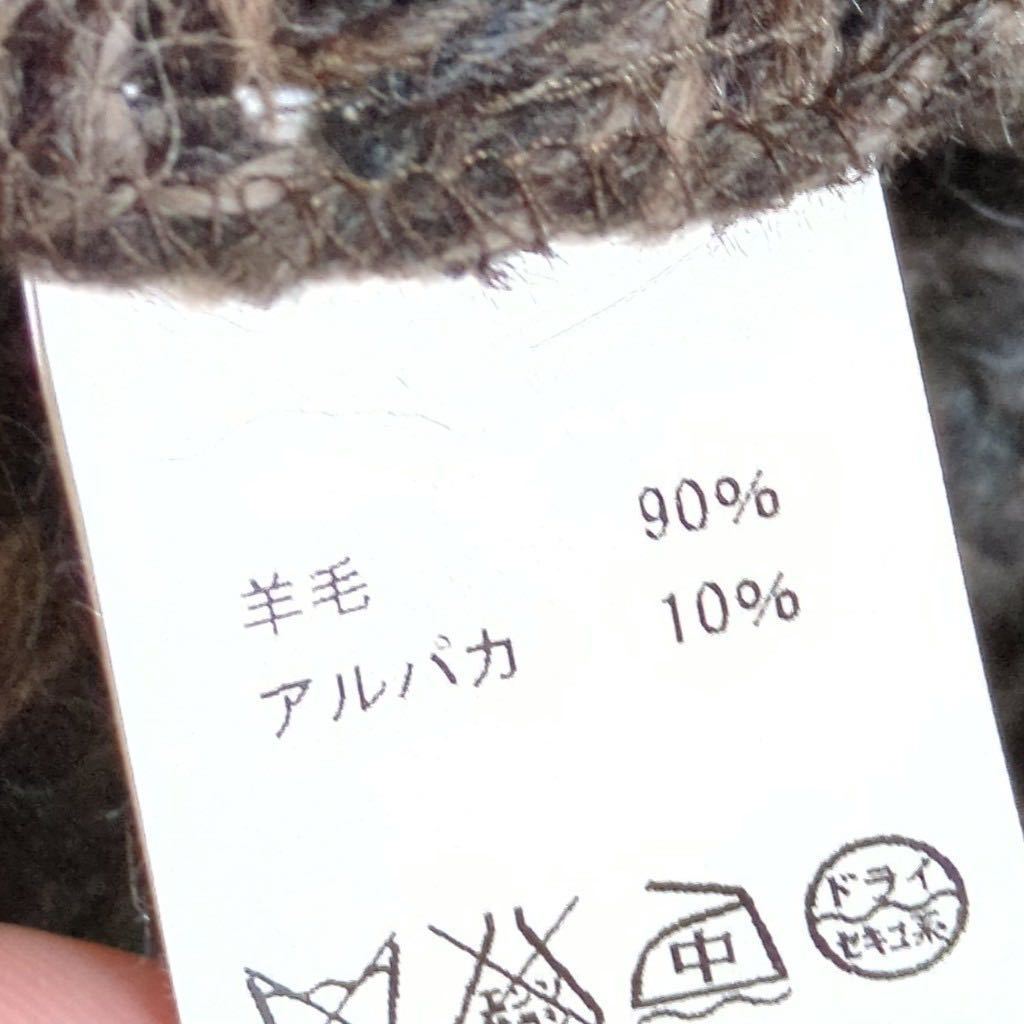 羊毛 90%
アルパカ 10%
中
ドライ
セキユ系